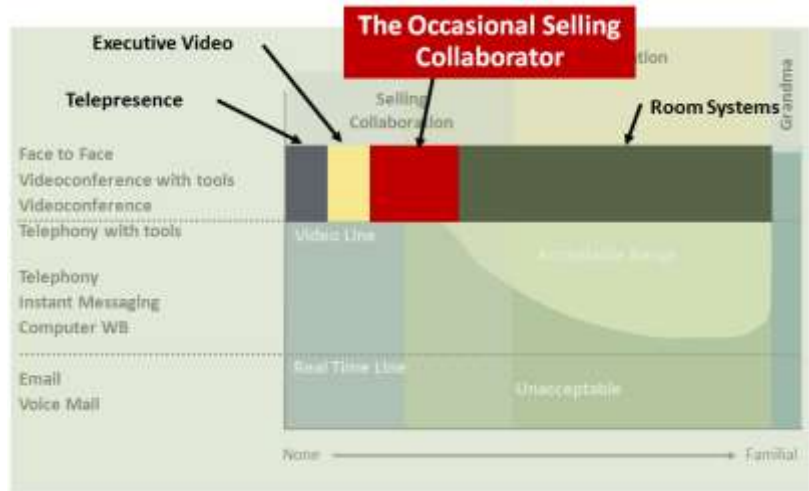 Executive Video
The Occasional Selling
Collaborator
Telepresence
Selling
Collaboration
Room Systems
Grandma
Face to Face
Videoconference with tools
Videoconference
Telephony with tools
Video Line
Acceptable Range
Telephony
Instant Messaging
Computer WB
Real Time Line
Email
Voice Mail
Unacceptable
None
Familial